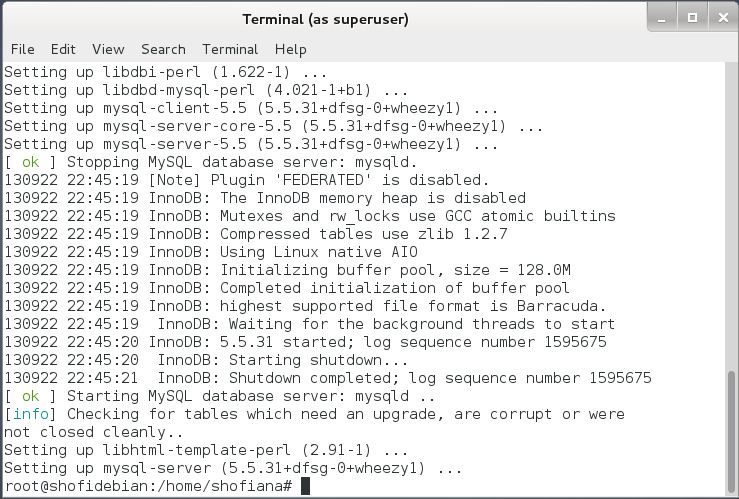 Terminal (as superuser)
File Edit View Search Terminal Help
Setting up libdbi-perl (1.622-1) ...
Setting up libdbd-mysql-perl (4.021-1+b1) ...
Setting up mysql-client-5.5 (5.5.31+dfsg-0+wheezy1) ...
Setting up mysql-server-core-5.5 (5.5.31+dfsg-0+wheezy1) ...
Setting up mysql-server-5.5 (5.5.31+dfsg-0+wheezy1) ...
[ ok ] Stopping MySQL database server: mysqld.
130922 22:45:19 [Note] Plugin 'FEDERATED' is disabled.
130922 22:45:19 InnoDB: The InnoDB memory heap is disabled
130922 22:45:19 InnoDB: Mutexes and rw_locks use GCC atomic builtins
130922 22:45:19 InnoDB: Compressed tables use zlib 1.2.7
130922 22:45:19 InnoDB: Using Linux native AIO
130922 22:45:19 InnoDB: Initializing buffer pool, size = 128.0M
130922 22:45:19 InnoDB: Completed initialization of buffer pool
130922 22:45:19 InnoDB: highest supported file format is Barracuda.
130922 22:45:19  InnoDB: Waiting for the background threads to start
130922 22:45:20 InnoDB: 5.5.31 started; log sequence number 1595675
130922 22:45:20  InnoDB: Starting shutdown...
130922 22:45:21  InnoDB: Shutdown completed; log sequence number 1595675
[ ok ] Starting MySQL database server: mysqld ..
[info] Checking for tables which need an upgrade, are corrupt or were
not closed cleanly..
Setting up libhtml-template-perl (2.91-1) ...
Setting up mysql-server (5.5.31+dfsg-0+wheezy1) ...
root@shofidebian:/home/shofiana#